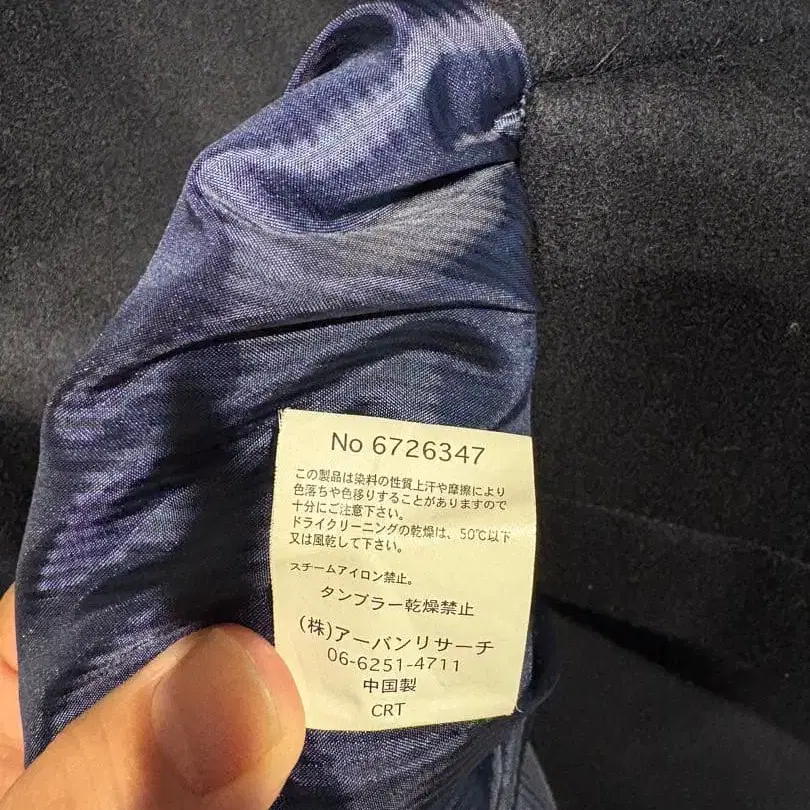 No 6726347
この製品は染料の性質上汗や摩擦により
色落ちや色移りすることがありますので
十分にご注意下さい。
ドライクリーニングの乾燥は、50℃以下
又は風乾して下さい。
スチームアイロン禁止。
タンブラー乾燥禁止
(株)アーバンリサーチ
06-6251-4711
中国製
CRT